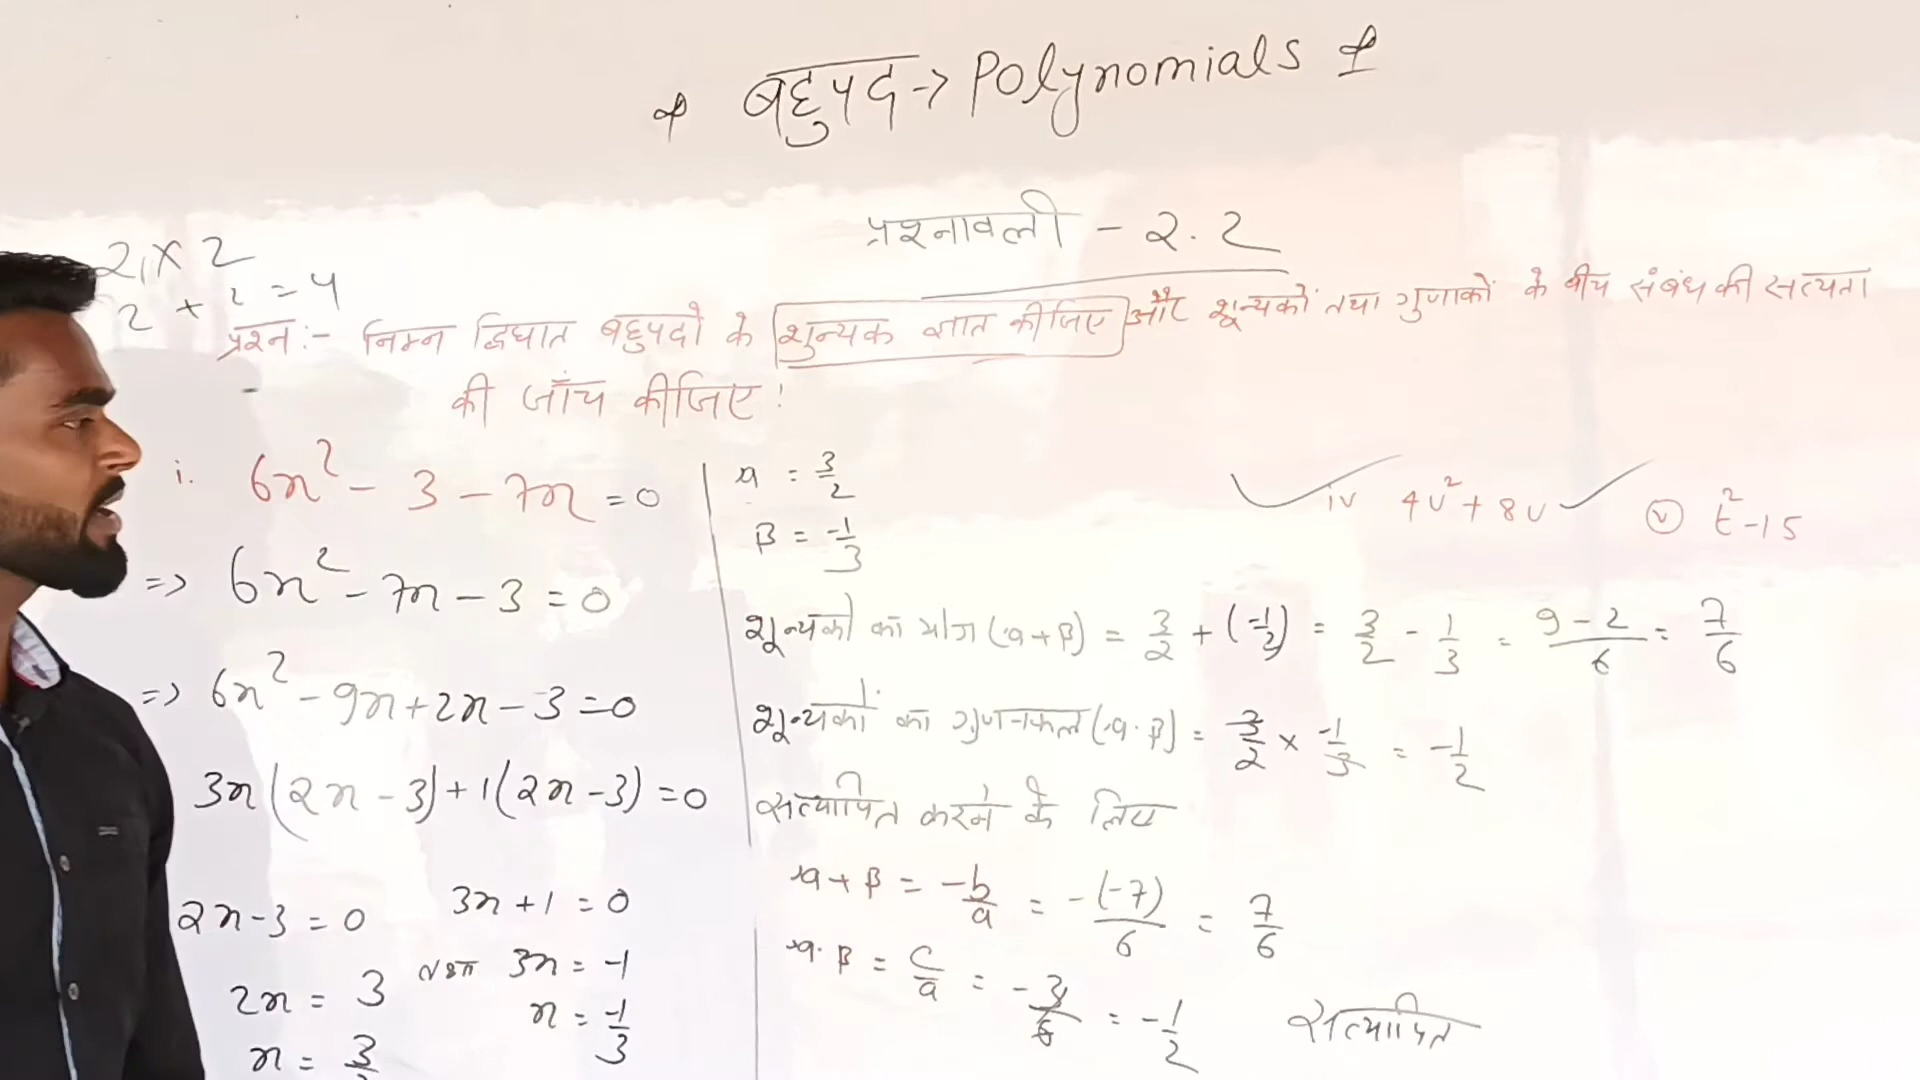 * बहुपद → Polynomials *
प्रश्नावली - 2.2
2 × 2
2 + 2 = 4
प्रश्न:- निम्न द्विघात बहुपदो के शुन्यक ज्ञात कीजिए और शून्यकों तथा गुणाकों के बीच संबंध की सत्यता
की जाँच कीजिए!
i. 6x² - 3 - 7x = 0
⇒ 6x² - 7x - 3 = 0
⇒ 6x² - 9x + 2x - 3 = 0
3x(2x - 3) + 1(2x - 3) = 0
2x - 3 = 0
2x = 3
x = 3/2
तथा
3x + 1 = 0
3x = -1
x = -1/3
α = 3/2
β = -1/3
iv 4u² + 8u
v t² - 15
शून्यको का योग (α + β) = 3/2 + (-1/3) = 3/2 - 1/3 = 9 - 2/6 = 7/6
शून्यकों का गुणनफल (α . β) = 3/2 × -1/3 = -1/2
सत्यापित करने के लिए
α + β = -b/a = -(-7)/6 = 7/6
α . β = c/a = -3/6 = -1/2 सत्यापित